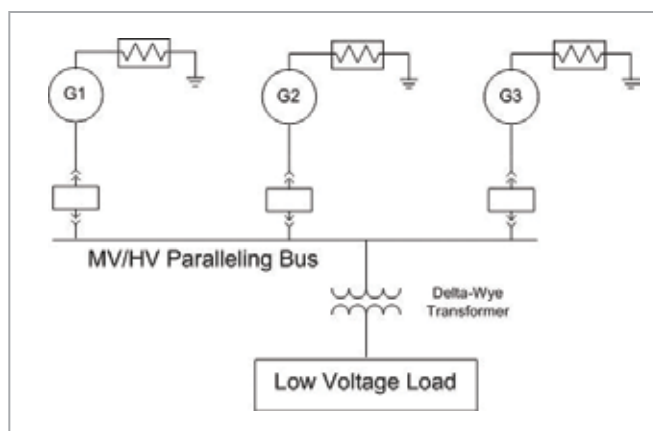 G1
G2
G3
MV/HV Paralleling Bus
Delta-Wye
Transformer
Low Voltage Load